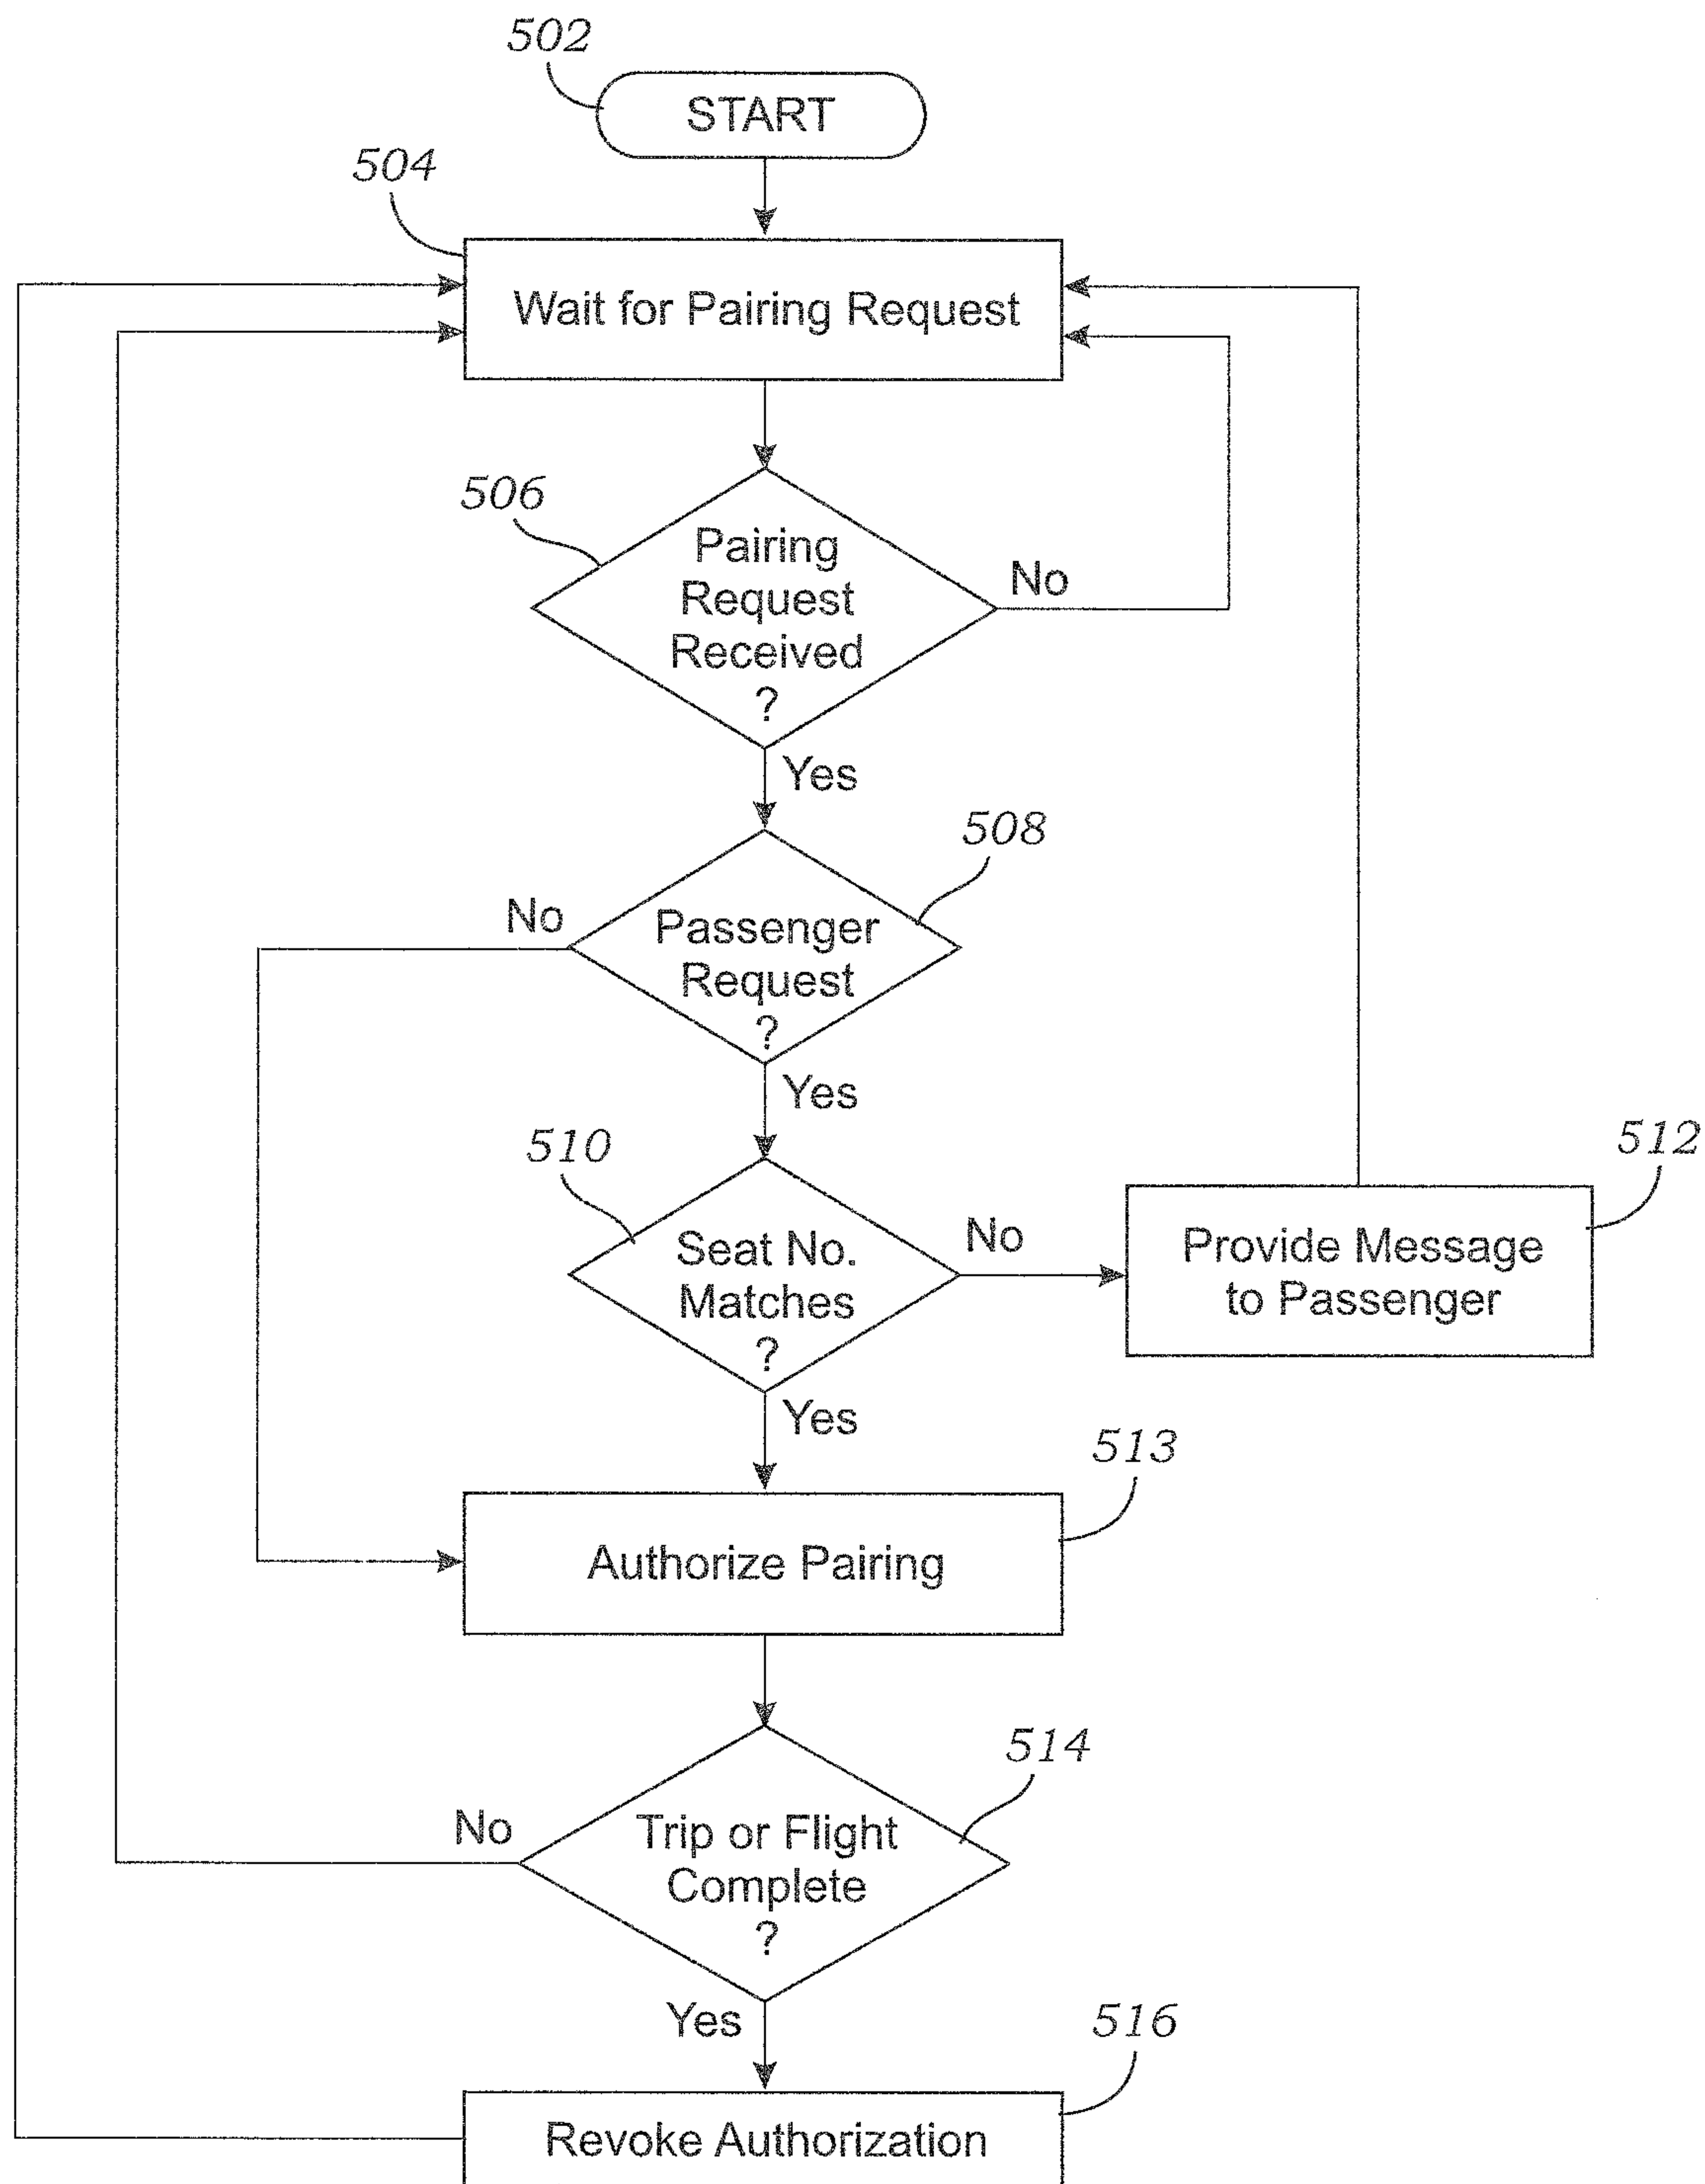 502
START
504
Wait for Pairing Request
506
Pairing
Request
Received
?
No
Yes
508
No
Passenger
Request
?
Yes
510
Seat No.
Matches
?
No
512
Provide Message
to Passenger
Yes
513
Authorize Pairing
514
No
Trip or Flight
Complete
?
Yes
516
Revoke Authorization